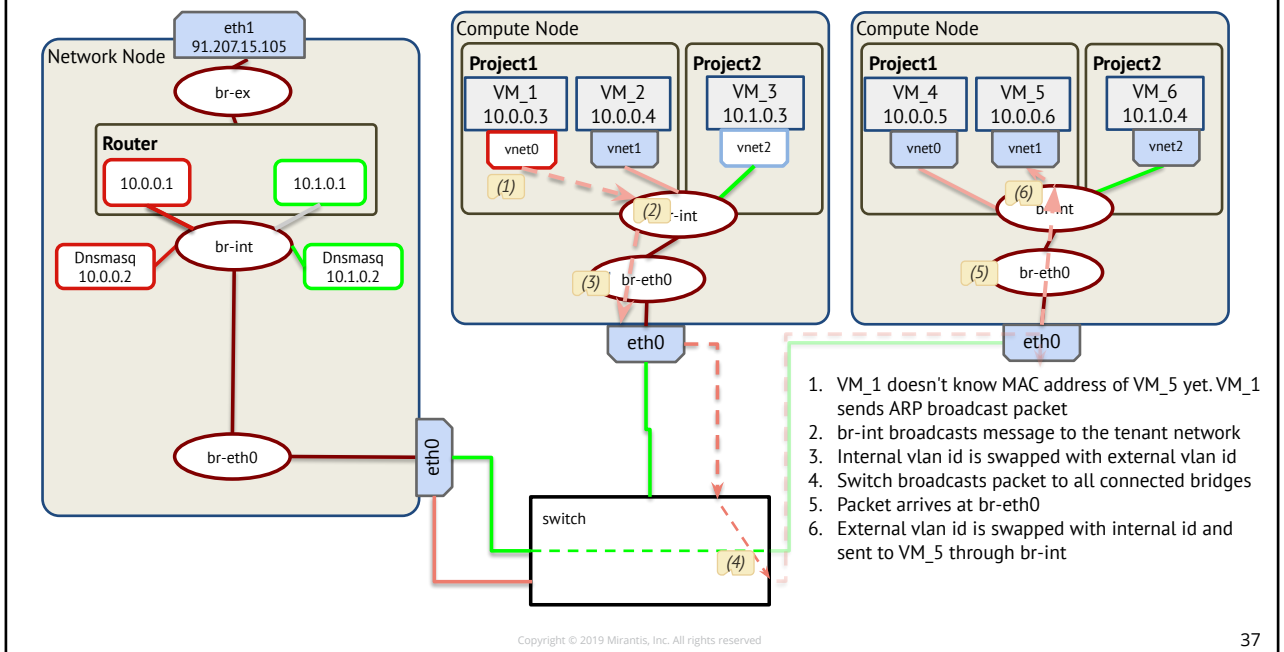 eth1
91.207.15.105
Network Node
br-ex
Router
10.0.0.1
10.1.0.1
br-int
Dnsmasq
10.0.0.2
Dnsmasq
10.1.0.2
br-eth0
eth0
Compute Node
Project1
VM_1
10.0.0.3
vnet0
VM_2
10.0.0.4
vnet1
Project2
VM_3
10.1.0.3
vnet2
(1)
(2)
-int
(3)
br-eth0
eth0
Compute Node
Project1
VM_4
10.0.0.5
vnet0
VM_5
10.0.0.6
vnet1
Project2
VM_6
10.1.0.4
vnet2
(6)
br-int
(5)
br-eth0
eth0
switch
(4)
1. VM_1 doesn't know MAC address of VM_5 yet. VM_1
sends ARP broadcast packet
2. br-int broadcasts message to the tenant network
3. Internal vlan id is swapped with external vlan id
4. Switch broadcasts packet to all connected bridges
5. Packet arrives at br-eth0
6. External vlan id is swapped with internal id and
sent to VM_5 through br-int
Copyright © 2019 Mirantis, Inc. All rights reserved
37